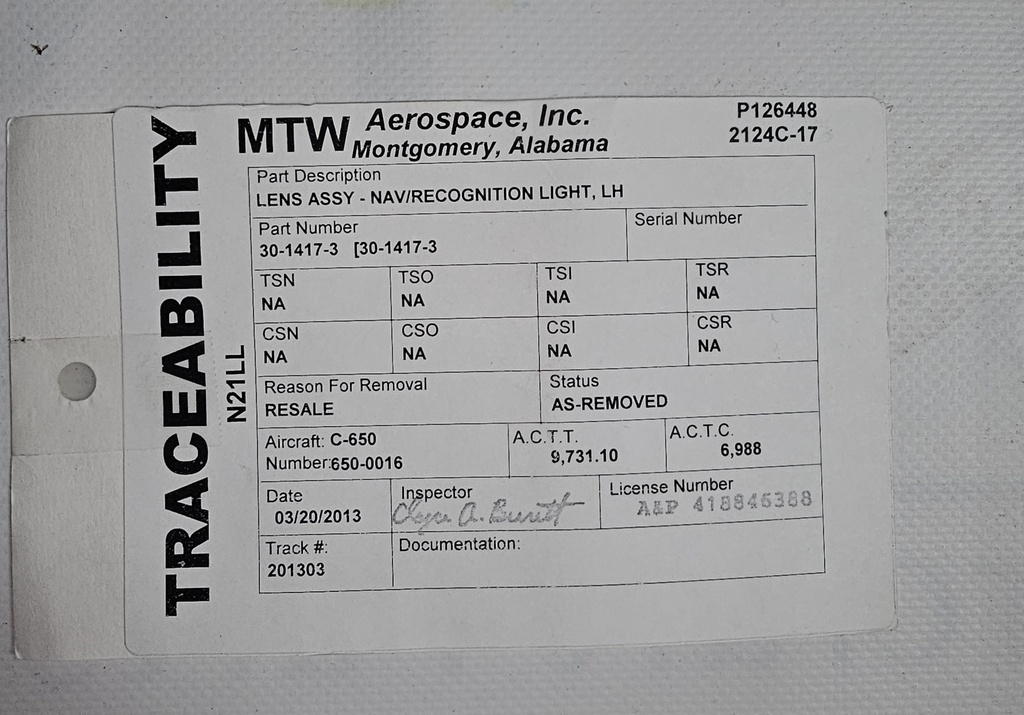 TRACEABILITY
N21LL
MTW Aerospace, Inc.
Montgomery, Alabama
P126448
2124C-17
Part Description
LENS ASSY - NAV/RECOGNITION LIGHT, LH
Part Number
30-1417-3 [30-1417-3
Serial Number
TSN
NA
TSO
NA
TSI
NA
TSR
NA
CSN
NA
CSO
NA
CSI
NA
CSR
NA
Reason For Removal
RESALE
Status
AS-REMOVED
Aircraft: C-650
Number:650-0016
A.C.T.T.
9,731.10
A.C.T.C.
6,988
Date
03/20/2013
Inspector
A.
License Number
A&P 418846388
Track #:
201303
Documentation: